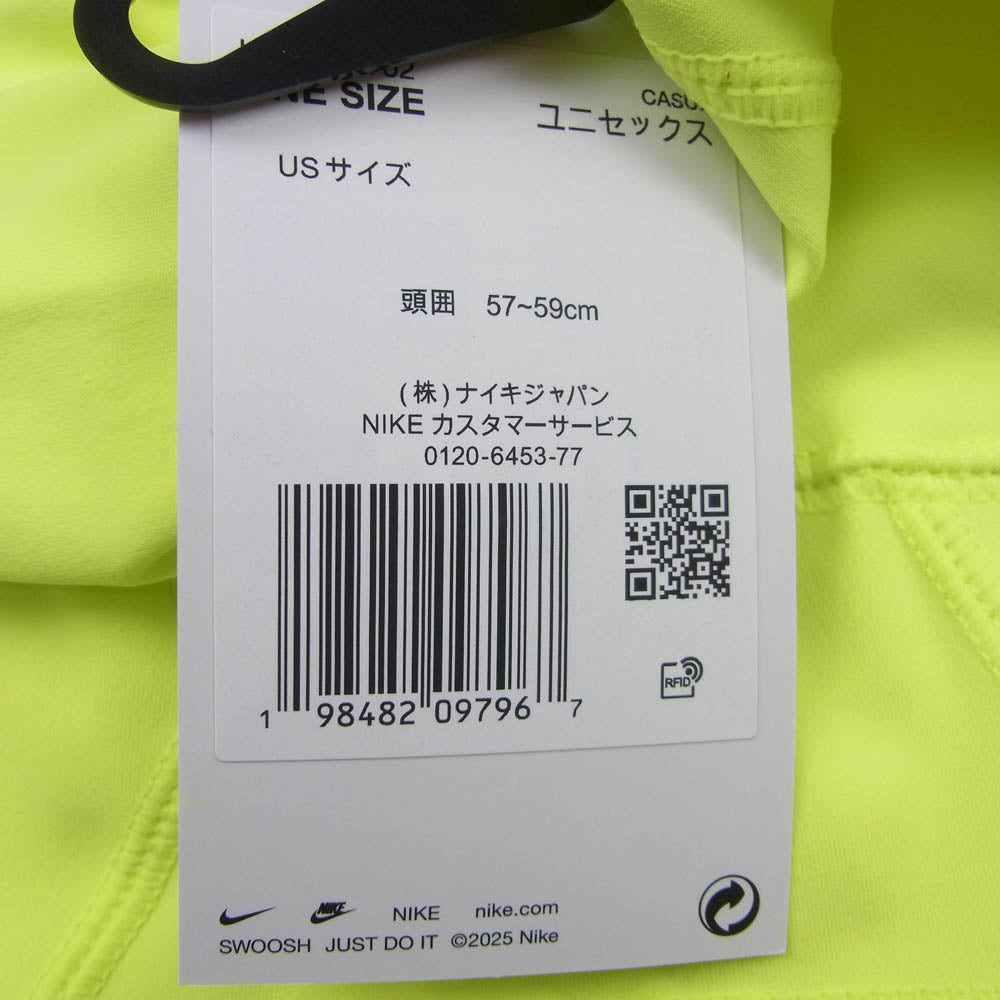 NE SIZE
CASU
ユニセックス
USサイズ
頭囲 57~59cm
(株)ナイキジャパン
NIKE カスタマーサービス
0120-6453-77
1 98482 09796 7
RFID
NIKE NIKE nike.com
SWOOSH JUST DO IT ©2025 Nike